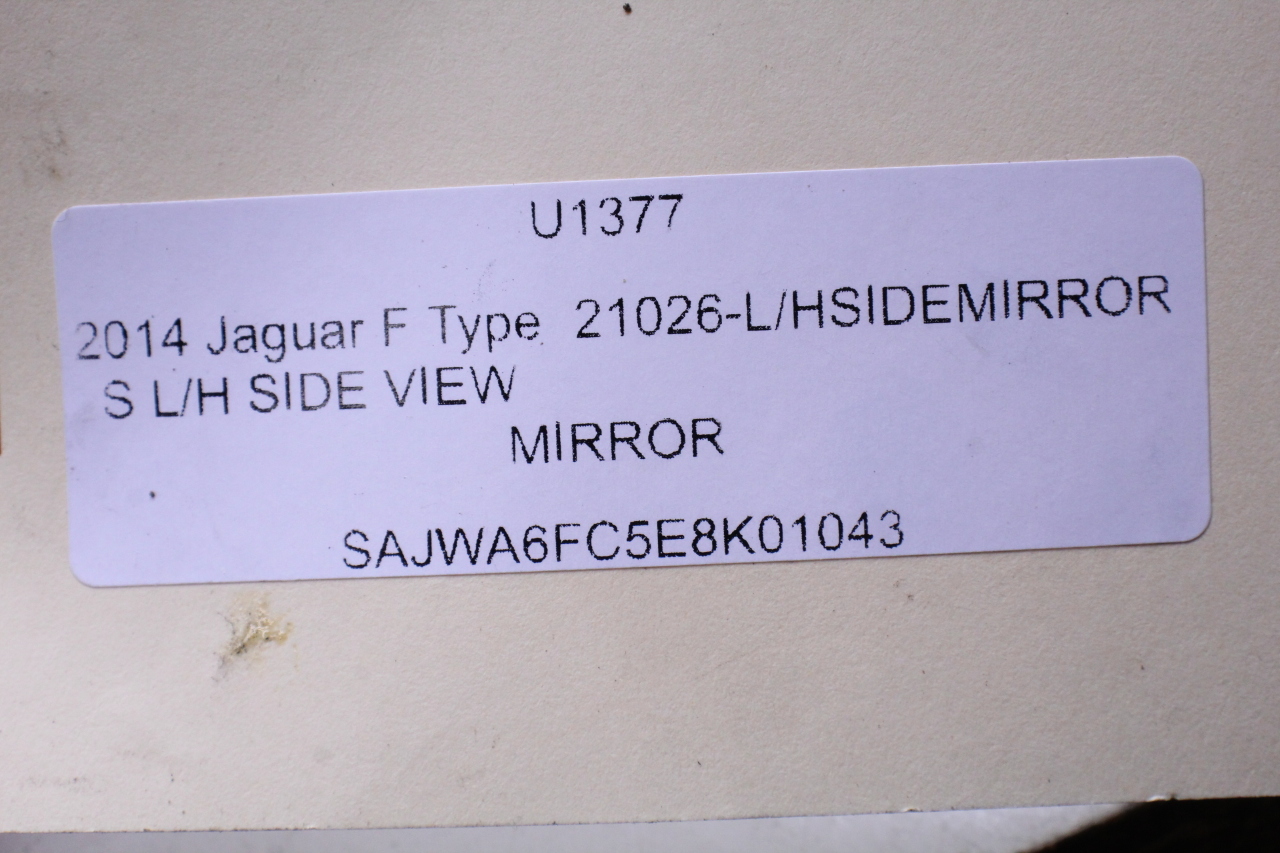 U1377
2014 Jaguar F Type 21026-L/HSIDEMIRROR
S L/H SIDE VIEW
MIRROR
SAJWA6FC5E8K01043